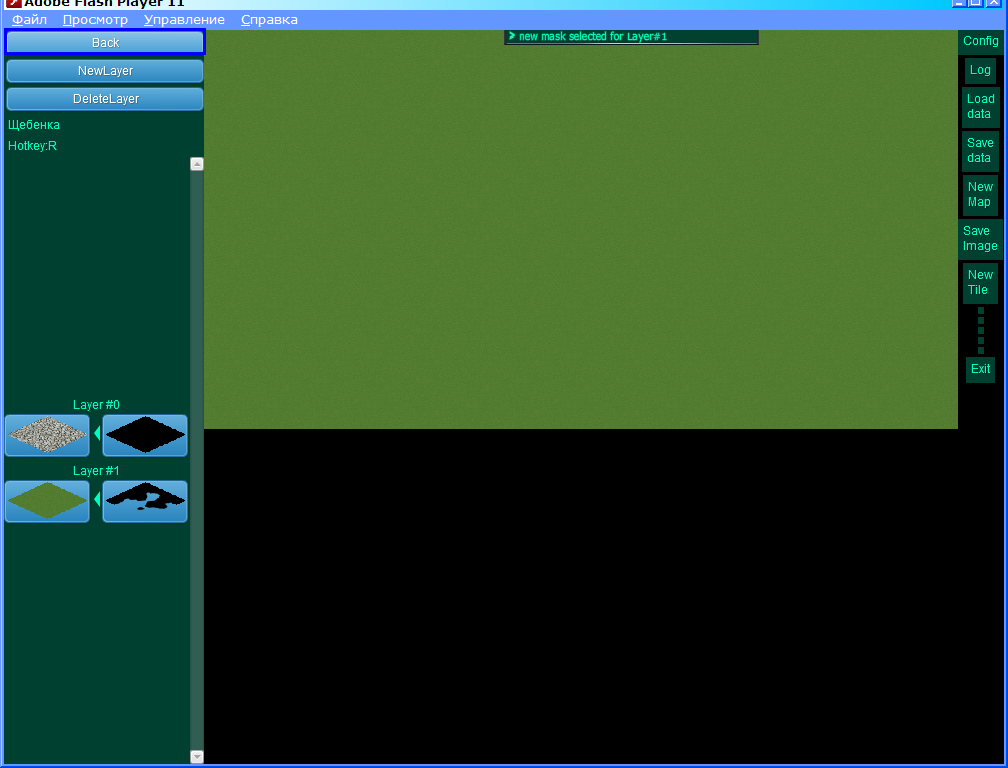 Adobe Flash Player 11
Файл Просмотр Управление Справка
Back
NewLayer
DeleteLayer
Щебенка
Hotkey:R
Layer #0
Layer #1
new mask selected for Layer#1
Config
Log
Load
data
Save
data
New
Map
Save
Image
New
Tile
Exit